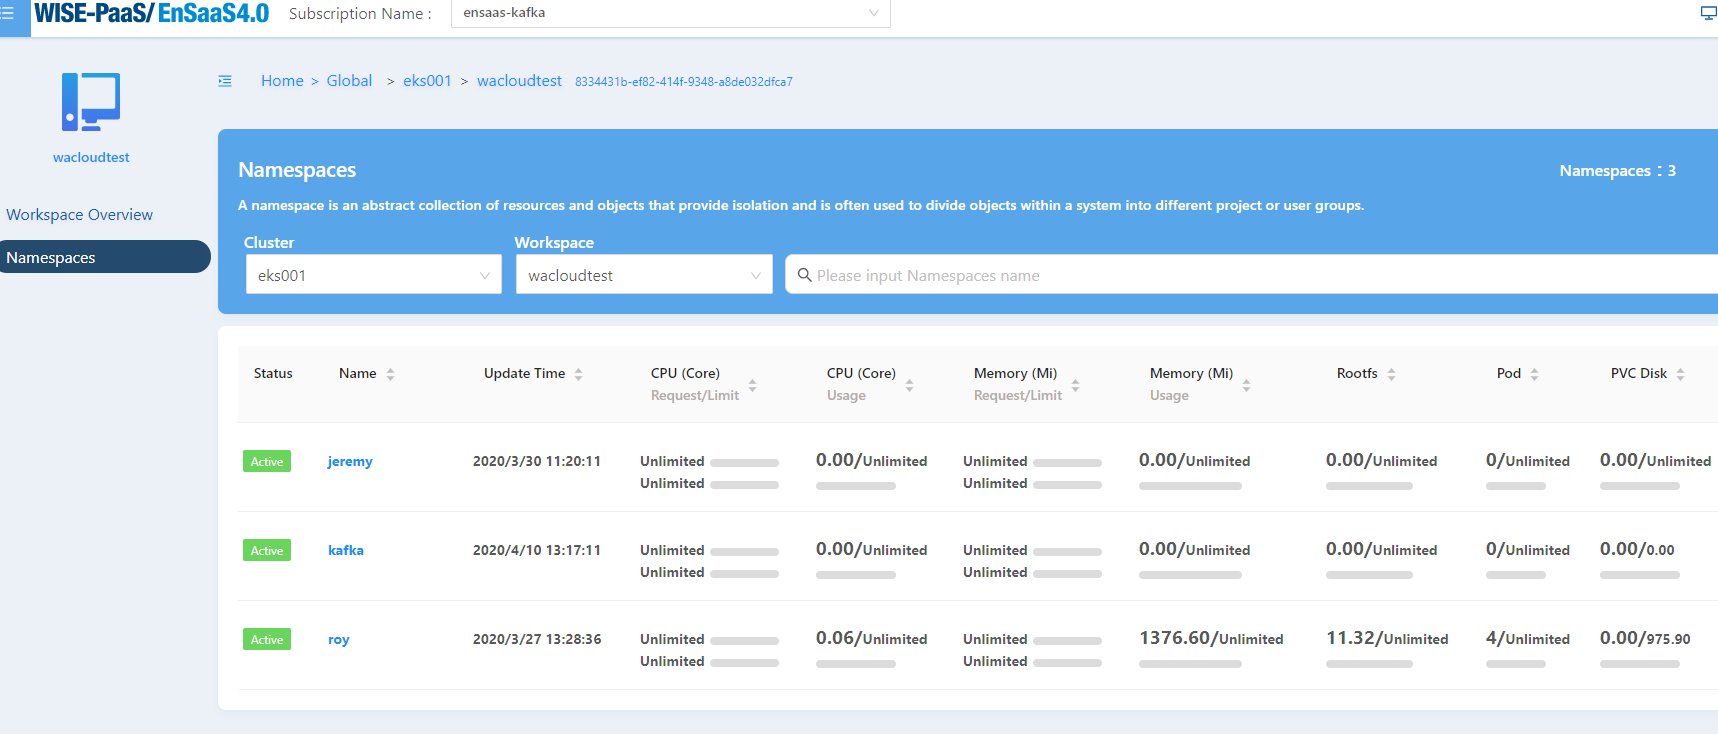 WISE-PaaS/ EnSaaS4.0 Subscription Name : ensaas-kafka
Home > Global > eks001 > wacloudtest 8334431b-ef82-414f-9348-a8de032dfca7
wacloudtest
Workspace Overview
Namespaces
Namespaces
Namespaces : 3
A namespace is an abstract collection of resources and objects that provide isolation and is often used to divide objects within a system into different project or user groups.
Cluster Workspace
eks001 wacloudtest Please input Namespaces name
Status Name Update Time CPU (Core) CPU (Core) Memory (Mi) Memory (Mi) Rootfs Pod PVC Disk
Request/Limit Usage Request/Limit Usage
Active jeremy 2020/3/30 11:20:11 Unlimited 0.00/Unlimited Unlimited 0.00/Unlimited 0.00/Unlimited 0/Unlimited 0.00/Unlimited
Unlimited Unlimited
Active kafka 2020/4/10 13:17:11 Unlimited 0.00/Unlimited Unlimited 0.00/Unlimited 0.00/Unlimited 0/Unlimited 0.00/0.00
Unlimited Unlimited
Active roy 2020/3/27 13:28:36 Unlimited 0.06/Unlimited Unlimited 1376.60/Unlimited 11.32/Unlimited 4/Unlimited 0.00/975.90
Unlimited Unlimited